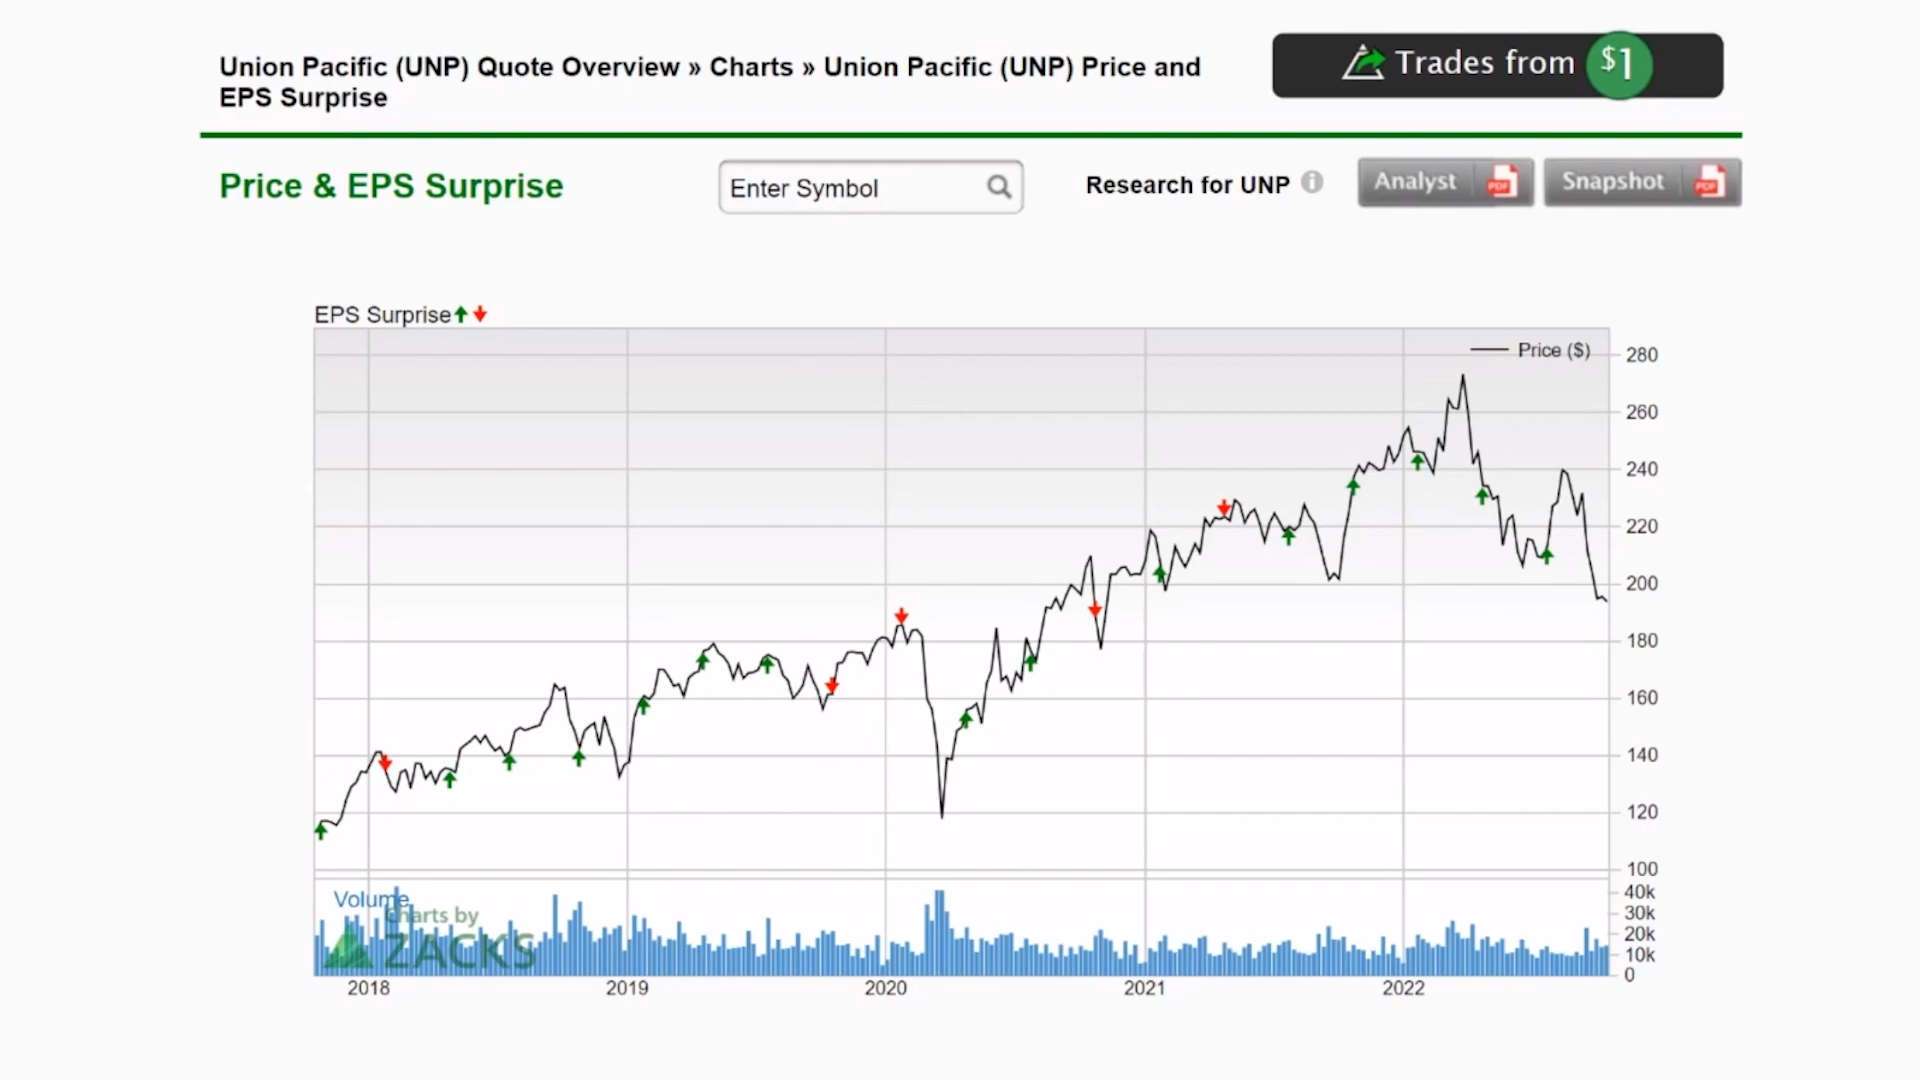 Union Pacific (UNP) Quote Overview » Charts » Union Pacific (UNP) Price and
EPS Surprise
Trades from $1
Price & EPS Surprise
Enter Symbol
Research for UNP
Analyst PDF
Snapshot PDF
EPS Surprise
Price ($)
280
260
240
220
200
180
160
140
120
100
Volume
Charts by
ZACKS
40k
30k
20k
10k
0
2018 2019 2020 2021 2022